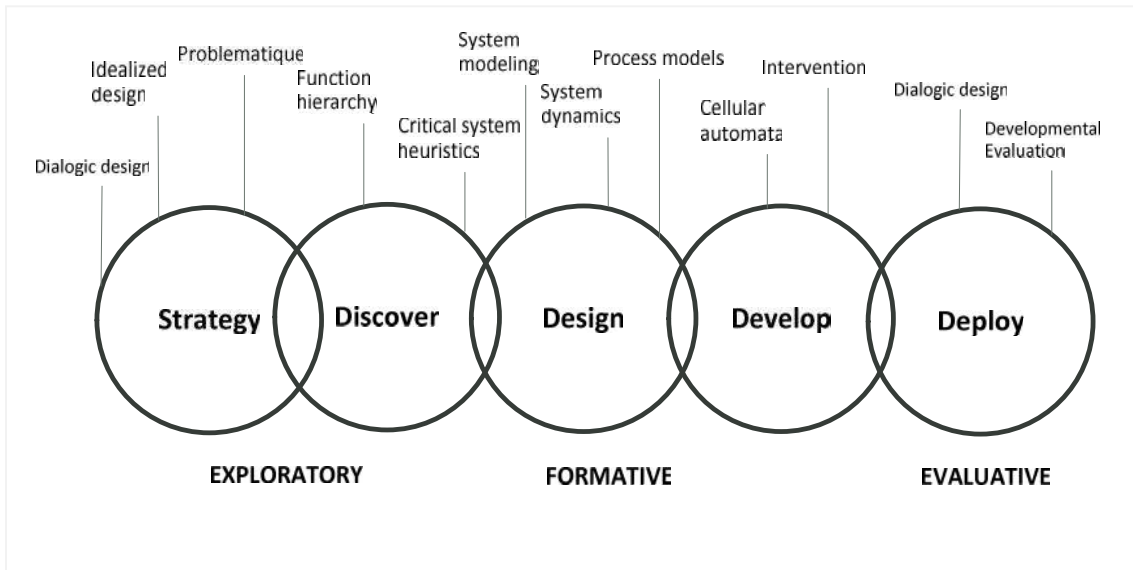 Dialogic design
Idealized
design
Problematique
Function
hierarchy
Critical system
heuristics
System
modeling
System
dynamics
Process models
Cellular
automata
Intervention
Dialogic design
Developmental
Evaluation
Strategy
Discover
Design
Develop
Deploy
EXPLORATORY
FORMATIVE
EVALUATIVE